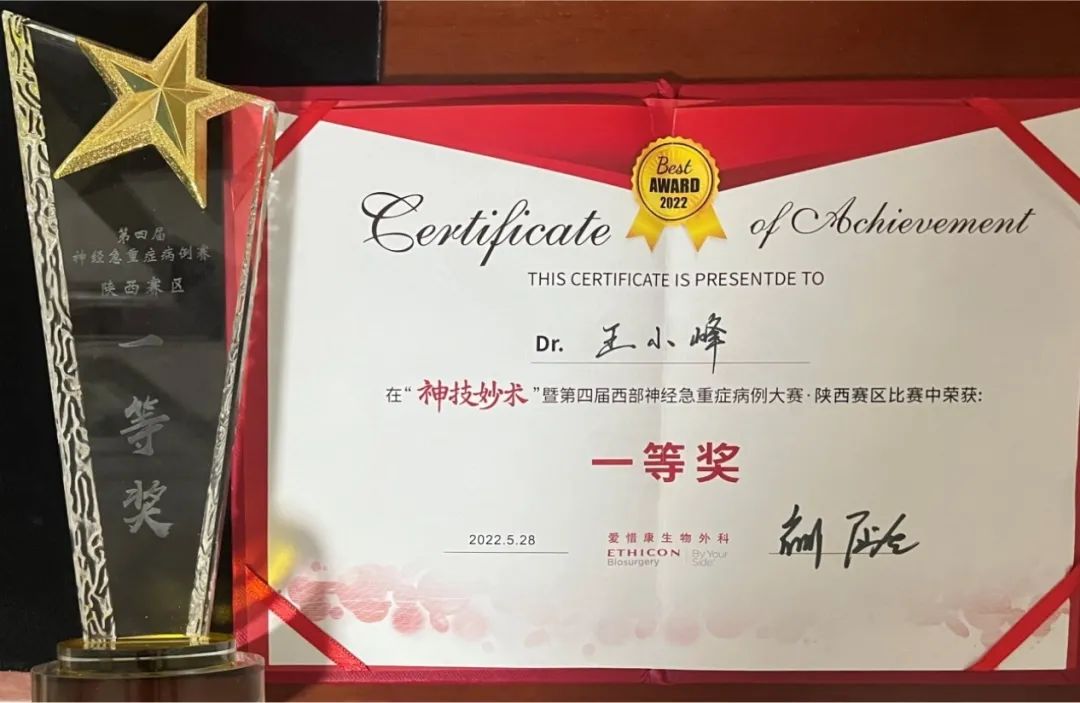 第四届
神经急重症病例赛
陕西赛区
一
等
奖
Best
AWARD
2022
Certificate of Achievement
THIS CERTIFICATE IS PRESENTDE TO
Dr. 王小峰
在“神技妙术”暨第四届西部神经急重症病例大赛·陕西赛区比赛中荣获:
一等奖
2022.5.28
爱惜康生物外科
ETHICON
Biosurgery
By Your
Side